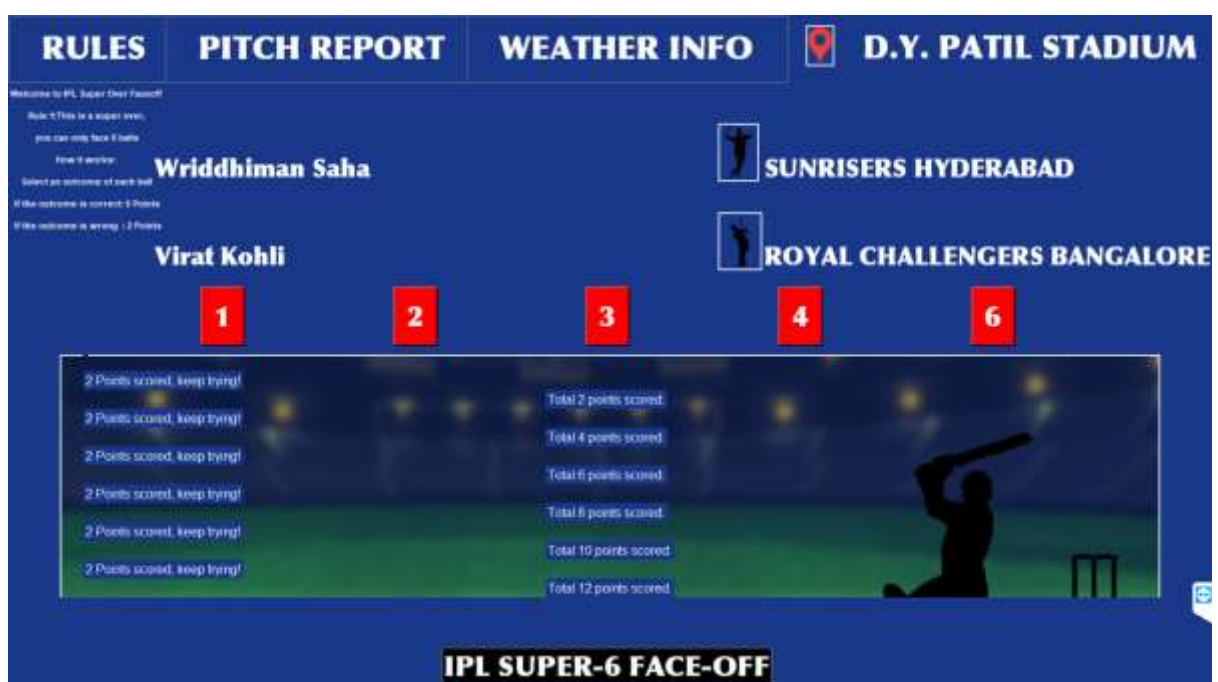 RULES
PITCH REPORT
WEATHER INFO
D.Y. PATIL STADIUM
Welcome to IPL Super Over Faceoff
Rule 1:This is a super over,
you can only face 6 balls
How it works:
Select an outcome of each ball
If the outcome is correct: 6 Points
If the outcome is wrong : 2 Points
Wriddhiman Saha
SUNRISERS HYDERABAD
Virat Kohli
ROYAL CHALLENGERS BANGALORE
1
2
3
4
6
2 Points scored, keep trying!
Total 2 points scored.
2 Points scored, keep trying!
Total 4 points scored.
2 Points scored, keep trying!
Total 6 points scored.
2 Points scored, keep trying!
Total 8 points scored.
2 Points scored, keep trying!
Total 10 points scored.
2 Points scored, keep trying!
Total 12 points scored.
IPL SUPER-6 FACE-OFF